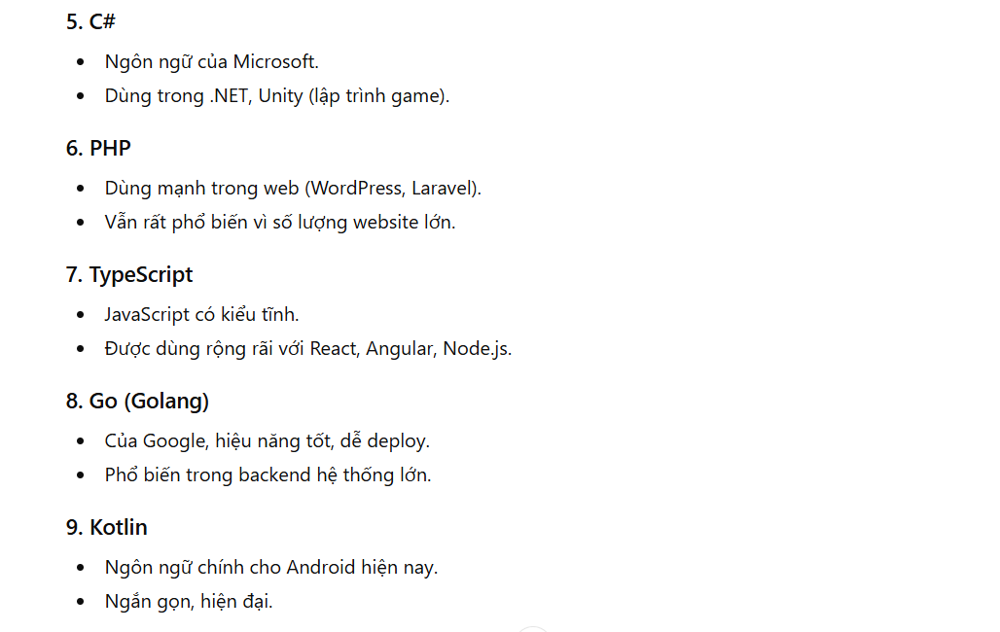 5. C#
• Ngôn ngữ của Microsoft.
• Dùng trong .NET, Unity (lập trình game).
6. PHP
• Dùng mạnh trong web (WordPress, Laravel).
• Vẫn rất phổ biến vì số lượng website lớn.
7. TypeScript
• JavaScript có kiểu tĩnh.
• Được dùng rộng rãi với React, Angular, Node.js.
8. Go (Golang)
• Của Google, hiệu năng tốt, dễ deploy.
• Phổ biến trong backend hệ thống lớn.
9. Kotlin
• Ngôn ngữ chính cho Android hiện nay.
• Ngắn gọn, hiện đại.